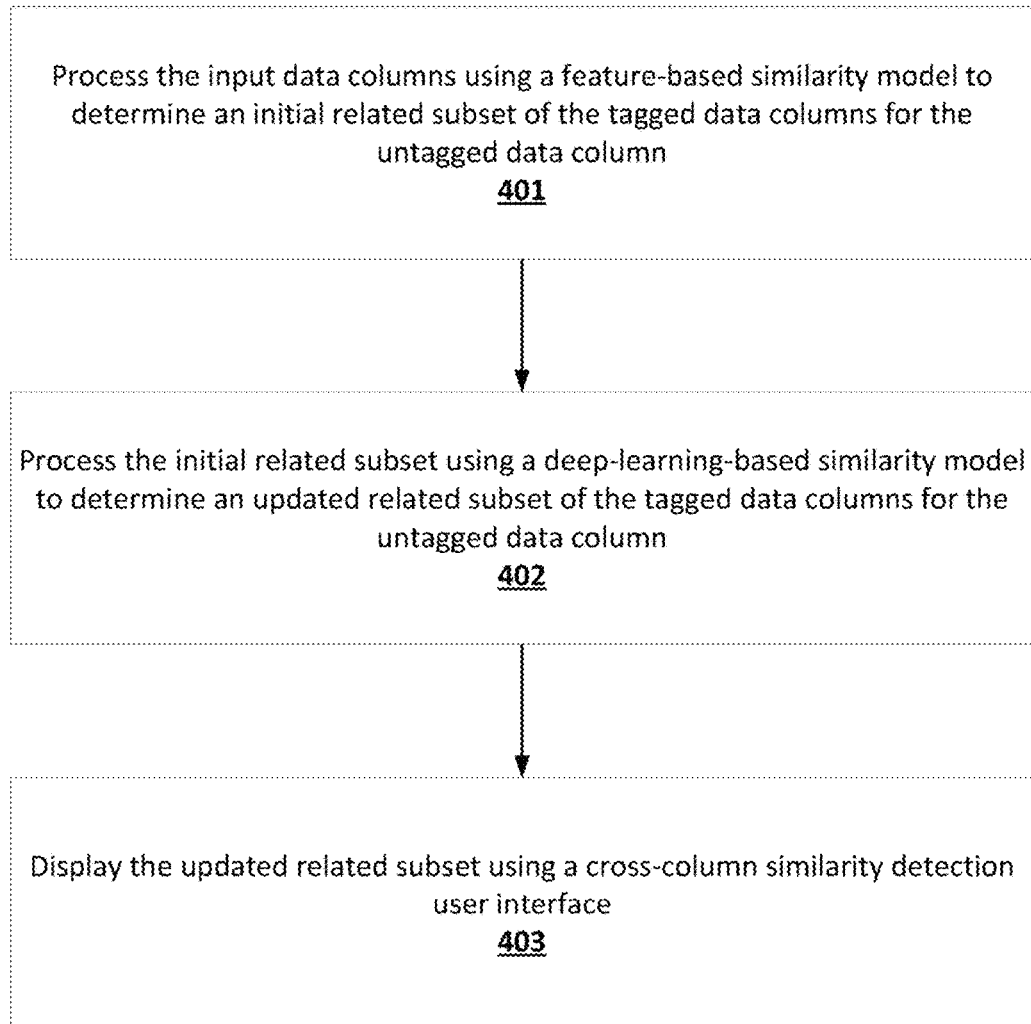 Process the input data columns using a feature-based similarity model to
determine an initial related subset of the tagged data columns for the
untagged data column
401
Process the initial related subset using a deep-learning-based similarity model
to determine an updated related subset of the tagged data columns for the
untagged data column
402
Display the updated related subset using a cross-column similarity detection
user interface
403